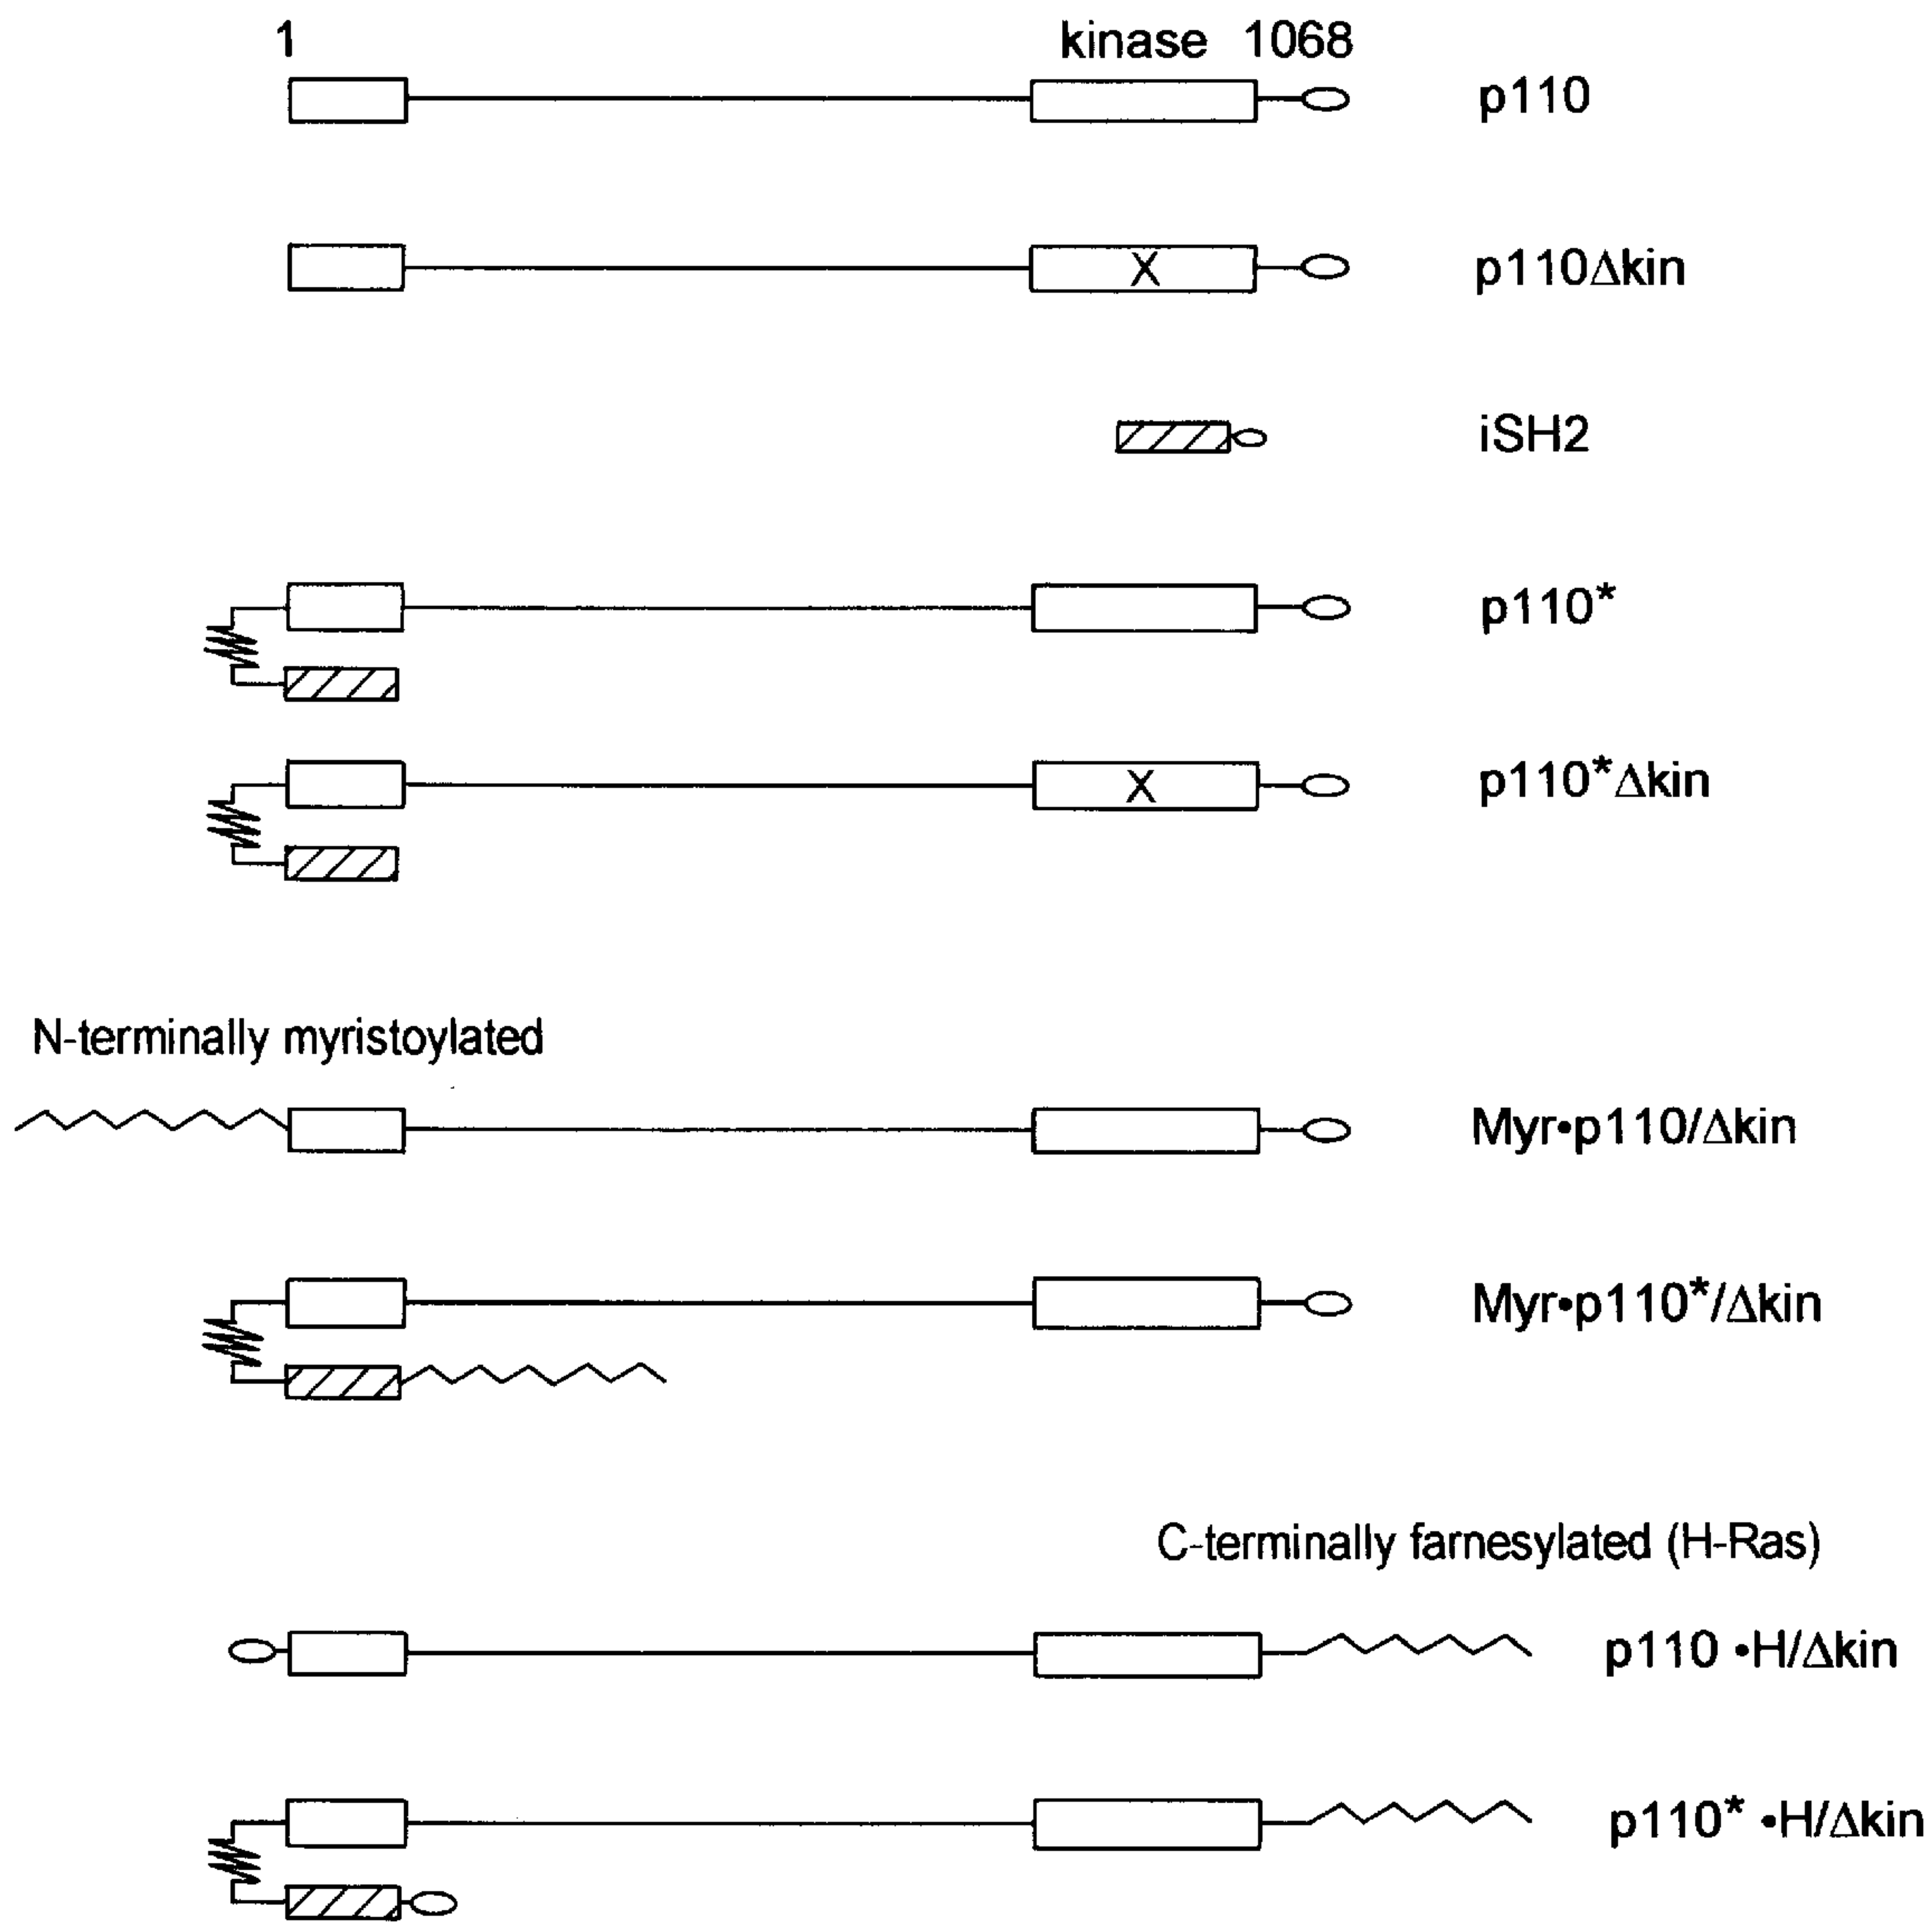 1 kinase 1068
p110
X p110Δkin
iSH2
p110*
X p110*Δkin
N-terminally myristoylated
Myr•p110/Δkin
Myr•p110*/Δkin
C-terminally farnesylated (H-Ras)
p110 •H/Δkin
p110* •H/Δkin